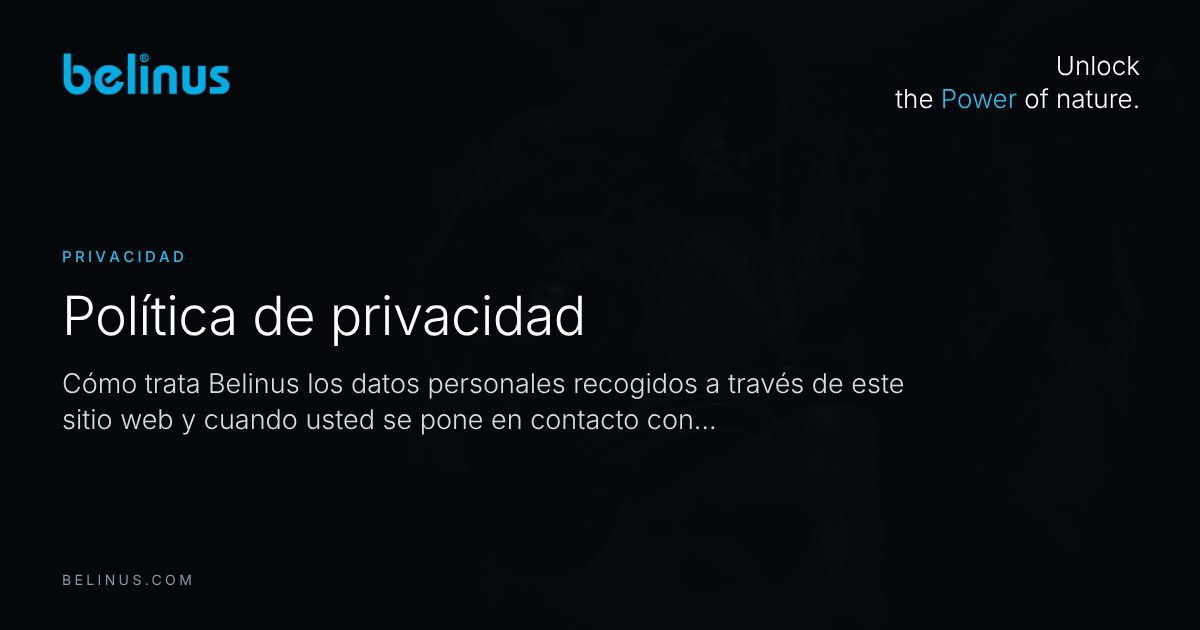 belinus®
Unlock
the Power of nature.
PRIVACIDAD
Política de privacidad
Cómo trata Belinus los datos personales recogidos a través de este
sitio web y cuando usted se pone en contacto con...
BELINUS.COM